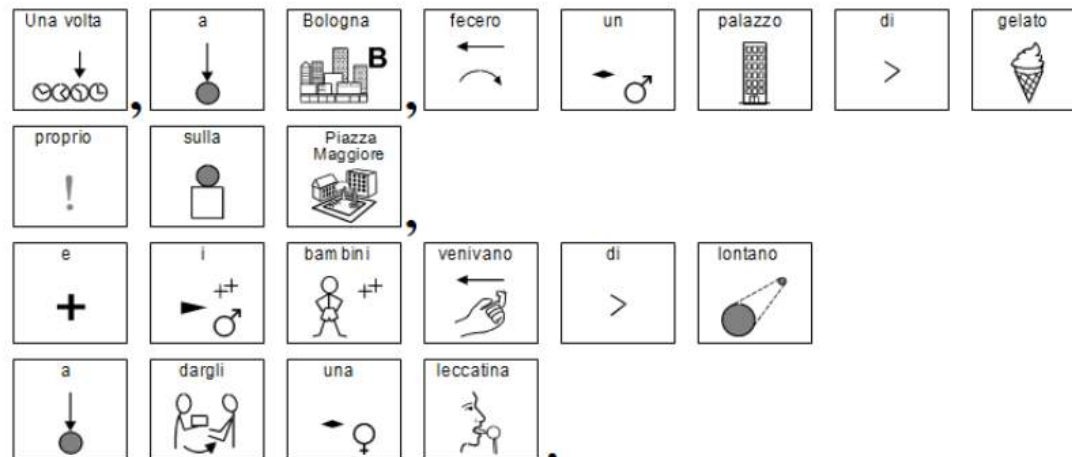 Una volta, a Bologna B, fecero un palazzo di gelato
proprio sulla Piazza Maggiore,
e i bambini venivano di lontano
a dargli una leccatina.